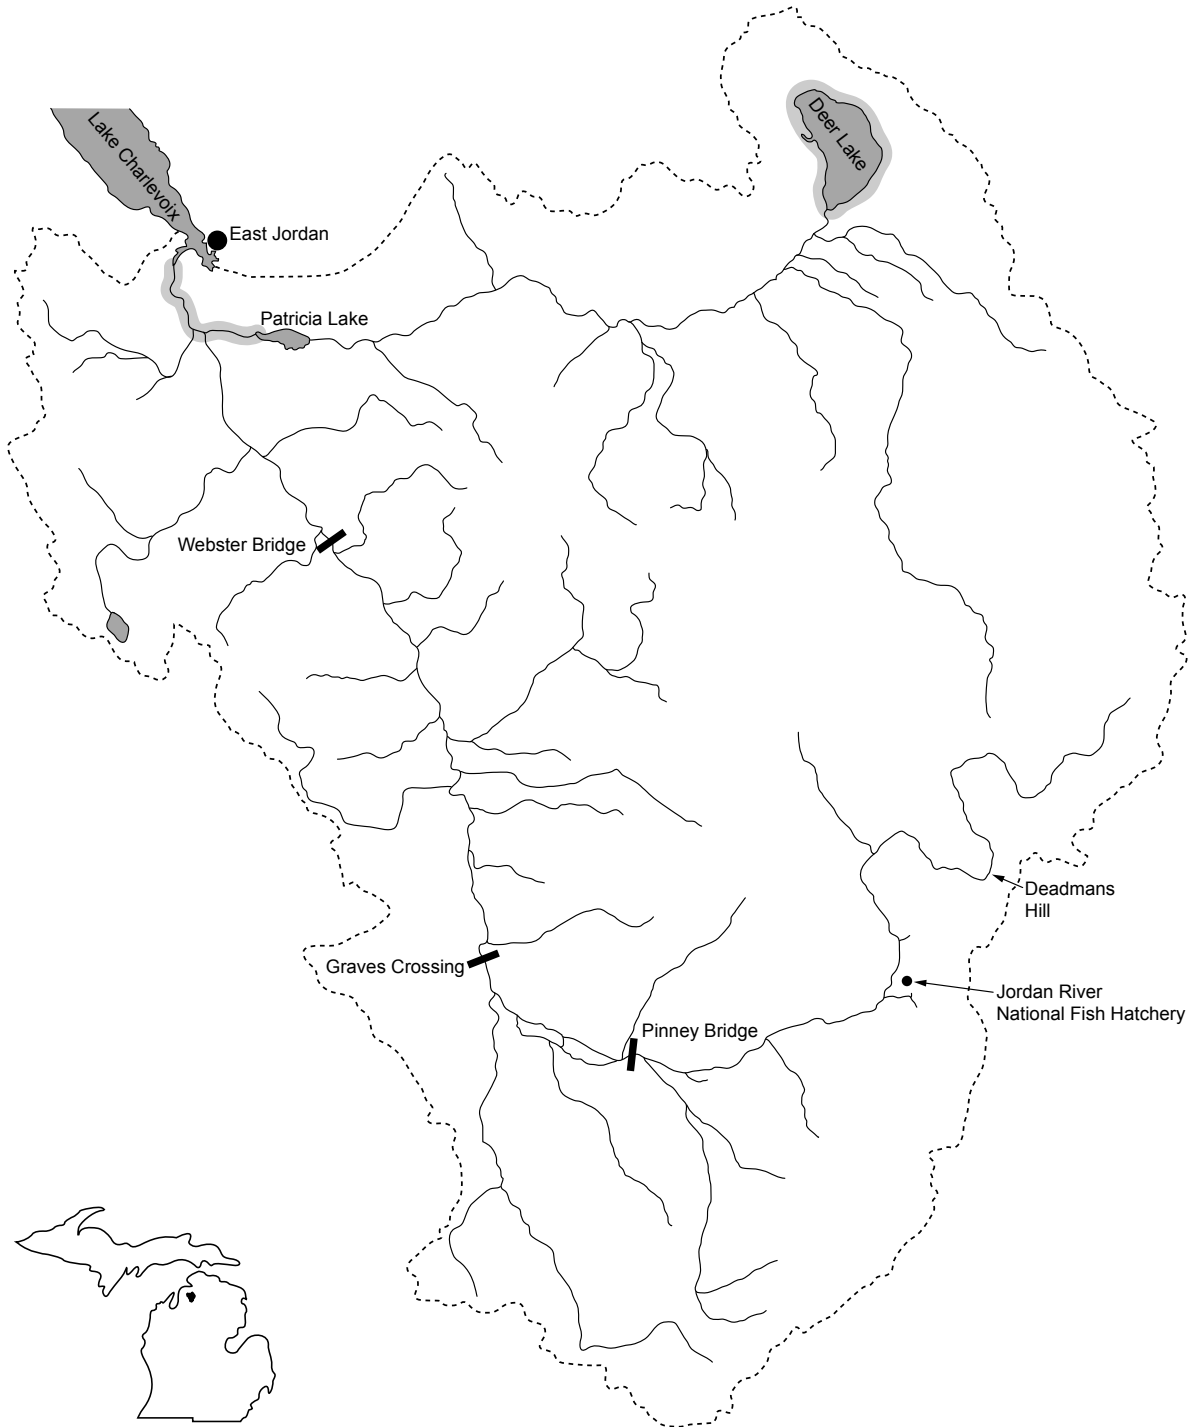 Deer Lake
Lake Charlevoix
East Jordan
Patricia Lake
Webster Bridge
Deadmans
Hill
Graves Crossing
Jordan River
National Fish Hatchery
Pinney Bridge